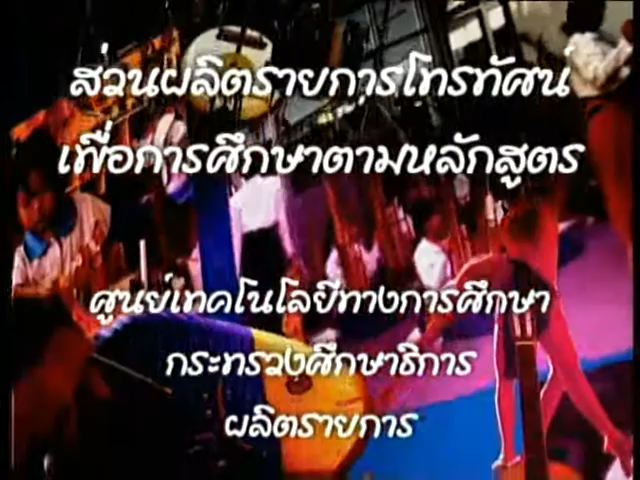 ส่วนผลิตรายการโทรทัศน์
เพื่อการศึกษาตามหลักสูตร
ศูนย์เทคโนโลยีทางการศึกษา
กระทรวงศึกษาธิการ
ผลิตรายการ